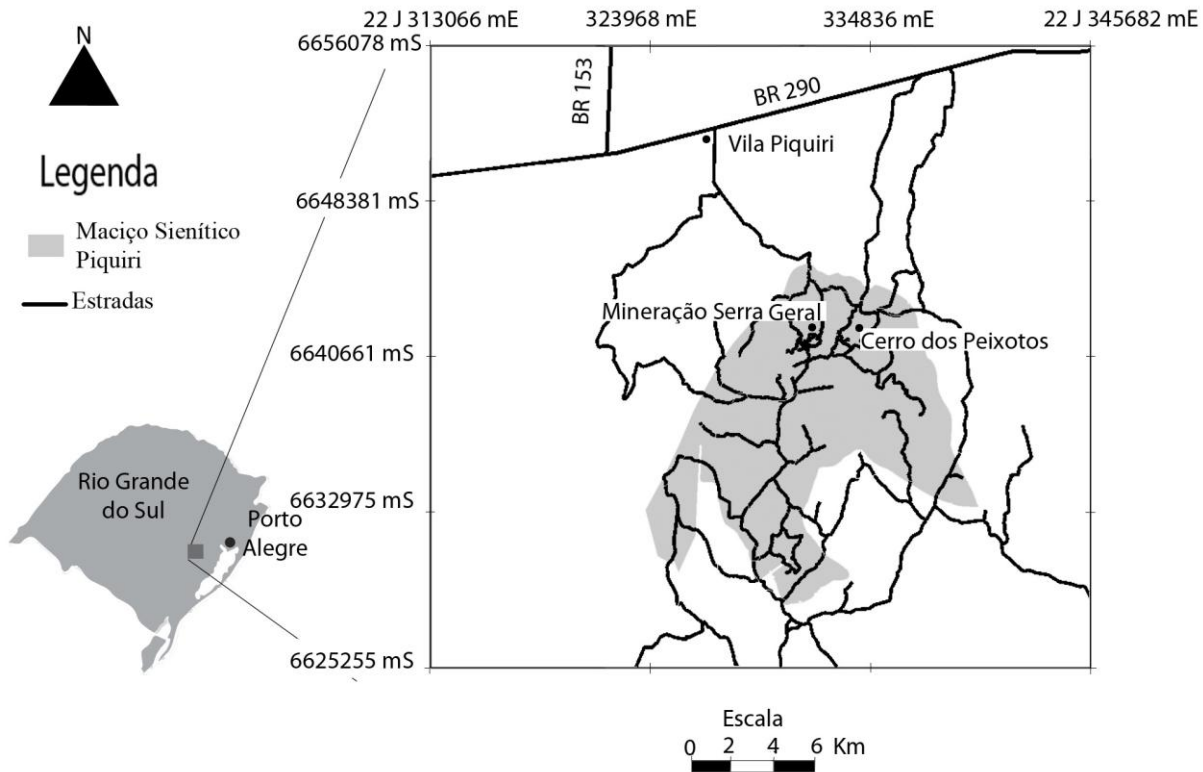 22 J 313066 mE
323968 mE
334836 mE
22 J 345682 mE
N
6656078 mS
BR 153
BR 290
Vila Piquiri
Legenda
6648381 mS
Maciço Sienítico
Piquiri
Estradas
Mineração Serra Geral
Cerro dos Peixotos
6640661 mS
Rio Grande
do Sul
Porto
Alegre
6632975 mS
6625255 mS
Escala
0 2 4 6 Km